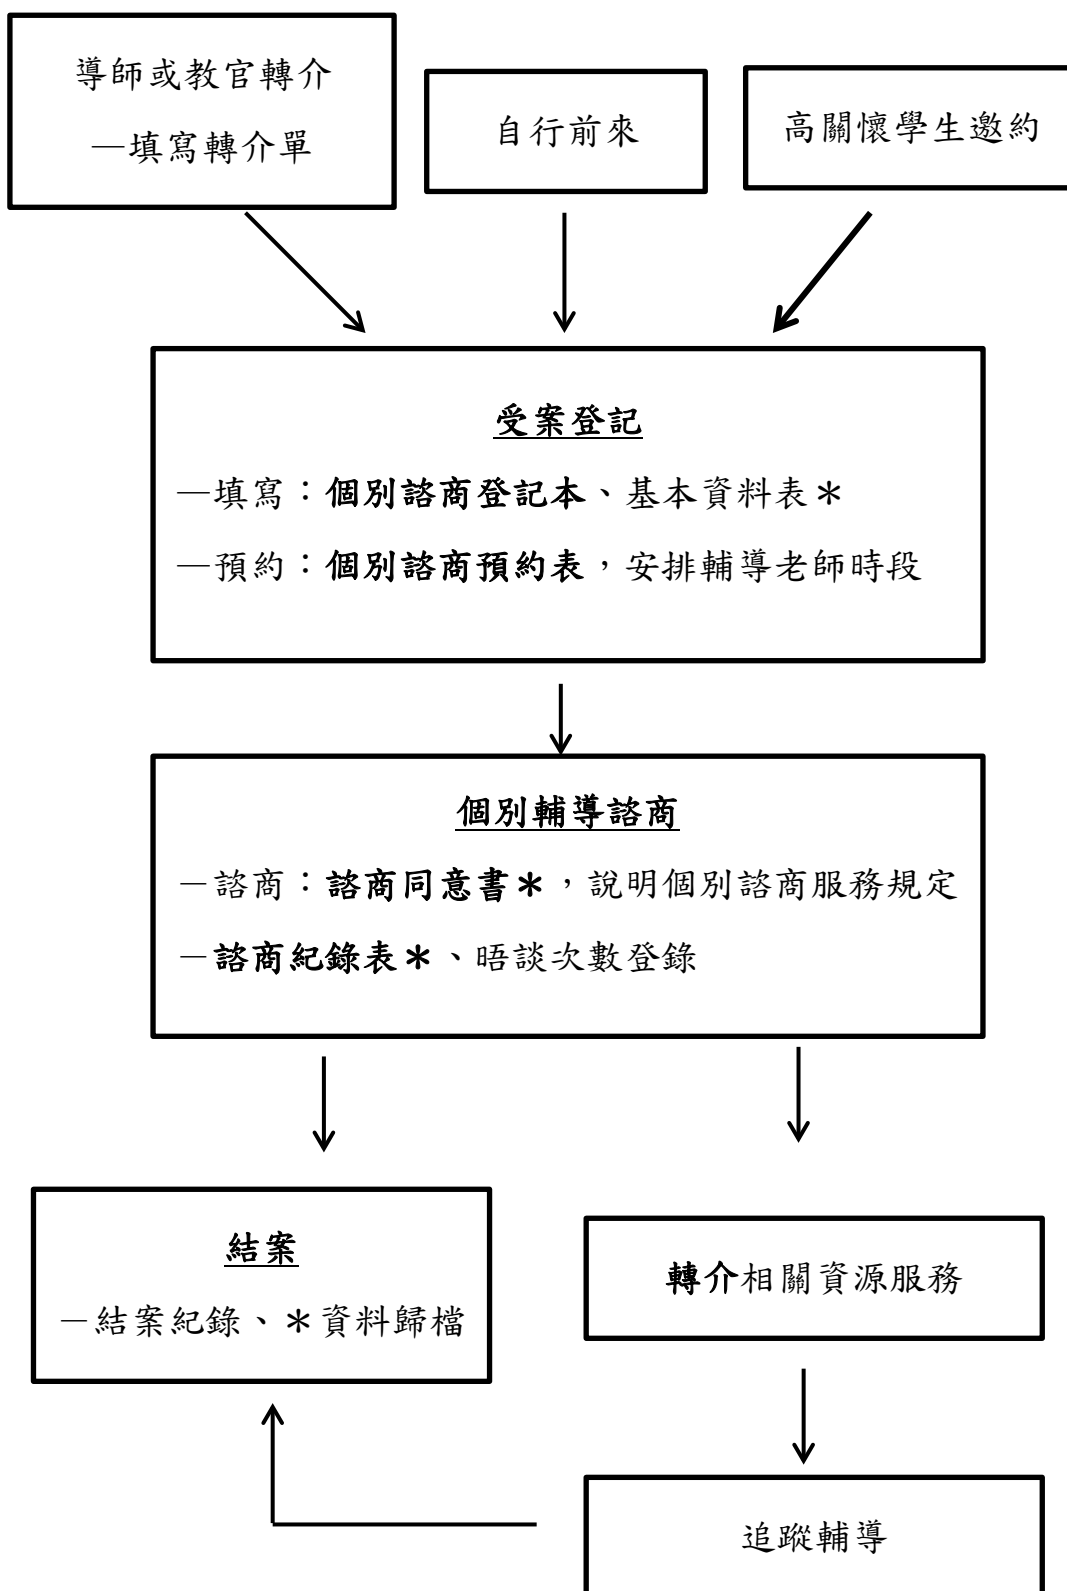 導師或教官轉介
—填寫轉介單
自行前來
高關懷學生邀約
受案登記
—填寫：個別諮商登記本、基本資料表＊
—預約：個別諮商預約表，安排輔導老師時段
個別輔導諮商
－諮商：諮商同意書＊，說明個別諮商服務規定
－諮商紀錄表＊、晤談次數登錄
結案
－結案紀錄、＊資料歸檔
轉介相關資源服務
追蹤輔導